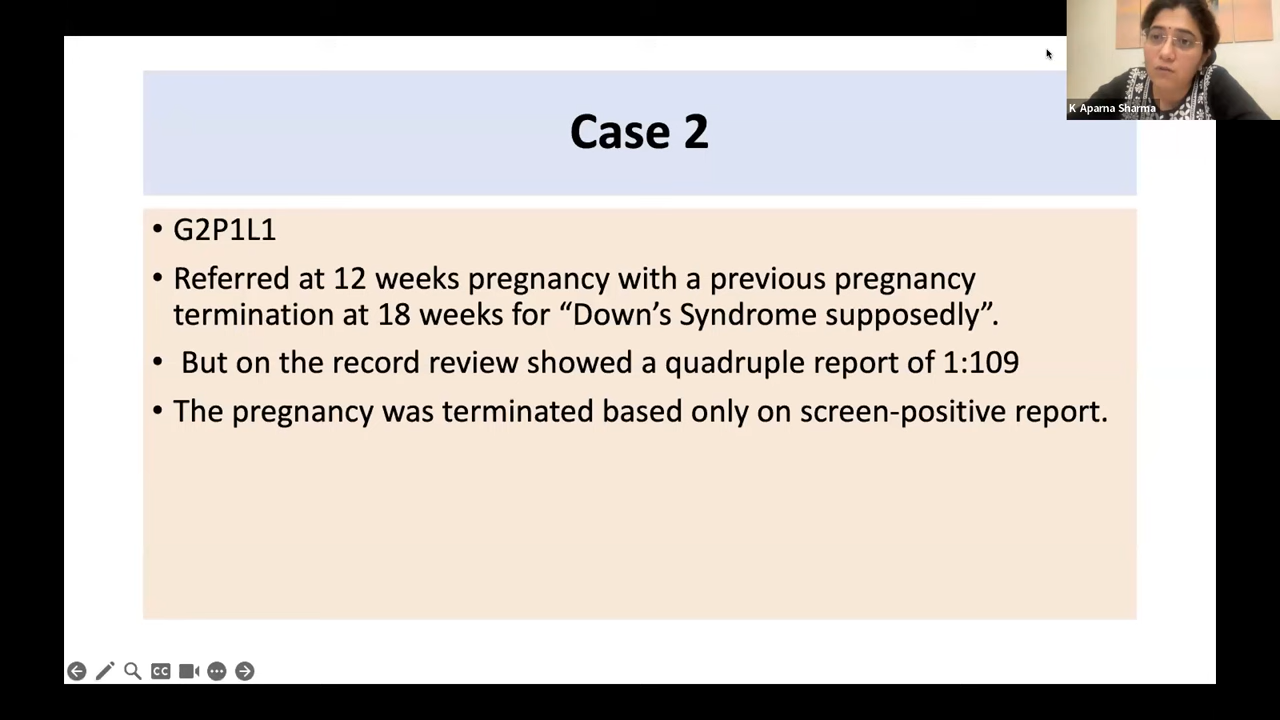 K Aparna Sharma
Case 2
• G2P1L1
• Referred at 12 weeks pregnancy with a previous pregnancy
termination at 18 weeks for “Down’s Syndrome supposedly”.
• But on the record review showed a quadruple report of 1:109
• The pregnancy was terminated based only on screen-positive report.
CC